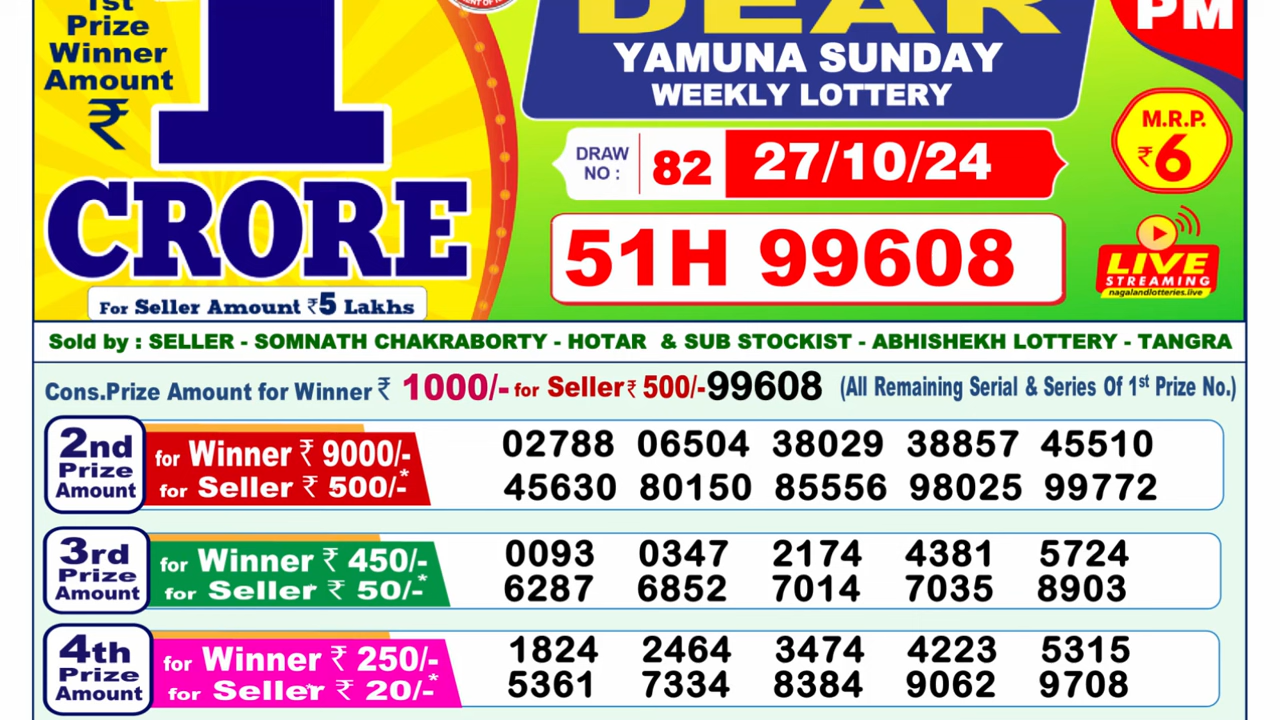 1st
Prize
Winner
Amount
₹
1
CRORE
For Seller Amount ₹5 Lakhs
DEAR
YAMUNA SUNDAY
WEEKLY LOTTERY
PM
DRAW NO : 82 27/10/24
M.R.P.
₹6
51H 99608
LIVE
STREAMING
nagalandlotteries.live
Sold by : SELLER - SOMNATH CHAKRABORTY - HOTAR & SUB STOCKIST - ABHISHEKH LOTTERY - TANGRA
Cons.Prize Amount for Winner ₹ 1000/- for Seller ₹ 500/- 99608 (All Remaining Serial & Series Of 1st Prize No.)
2nd
Prize
Amount
for Winner ₹ 9000/-
for Seller ₹ 500/-*
02788 06504 38029 38857 45510
45630 80150 85556 98025 99772
3rd
Prize
Amount
for Winner ₹ 450/-
for Seller ₹ 50/-*
0093 0347 2174 4381 5724
6287 6852 7014 7035 8903
4th
Prize
Amount
for Winner ₹ 250/-
for Seller ₹ 20/-*
1824 2464 3474 4223 5315
5361 7334 8384 9062 9708